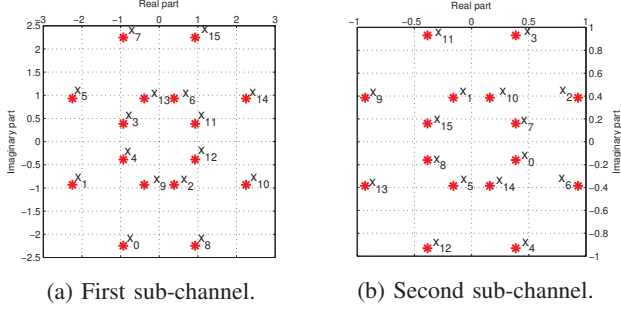 Real part
Real part
−3 −2 −1 0 1 2 3
−1 −0.5 0 0.5 1
2.5
2
1.5
1
0.5
0
−0.5
−1
−1.5
−2
−2.5
Imaginary part
x7 x15
x5 x13 x6 x14
x3 x11
x4 x12
x1 x9 x2 x10
x0 x8
1
0.8
0.6
0.4
0.2
0
−0.2
−0.4
−0.6
−0.8
−1
Imaginary part
x11 x3
x9 x1 x10 x2
x15 x7
x8 x0
x13 x5 x14 x6
x12 x4
(a) First sub-channel.
(b) Second sub-channel.